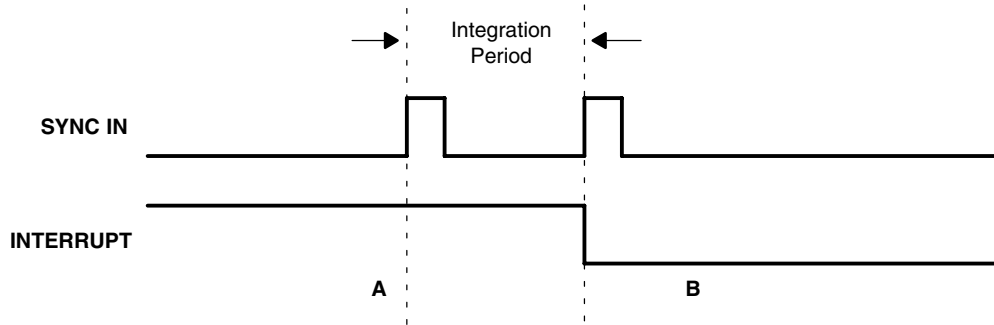 Integration
Period
SYNC IN
INTERRUPT
A
B